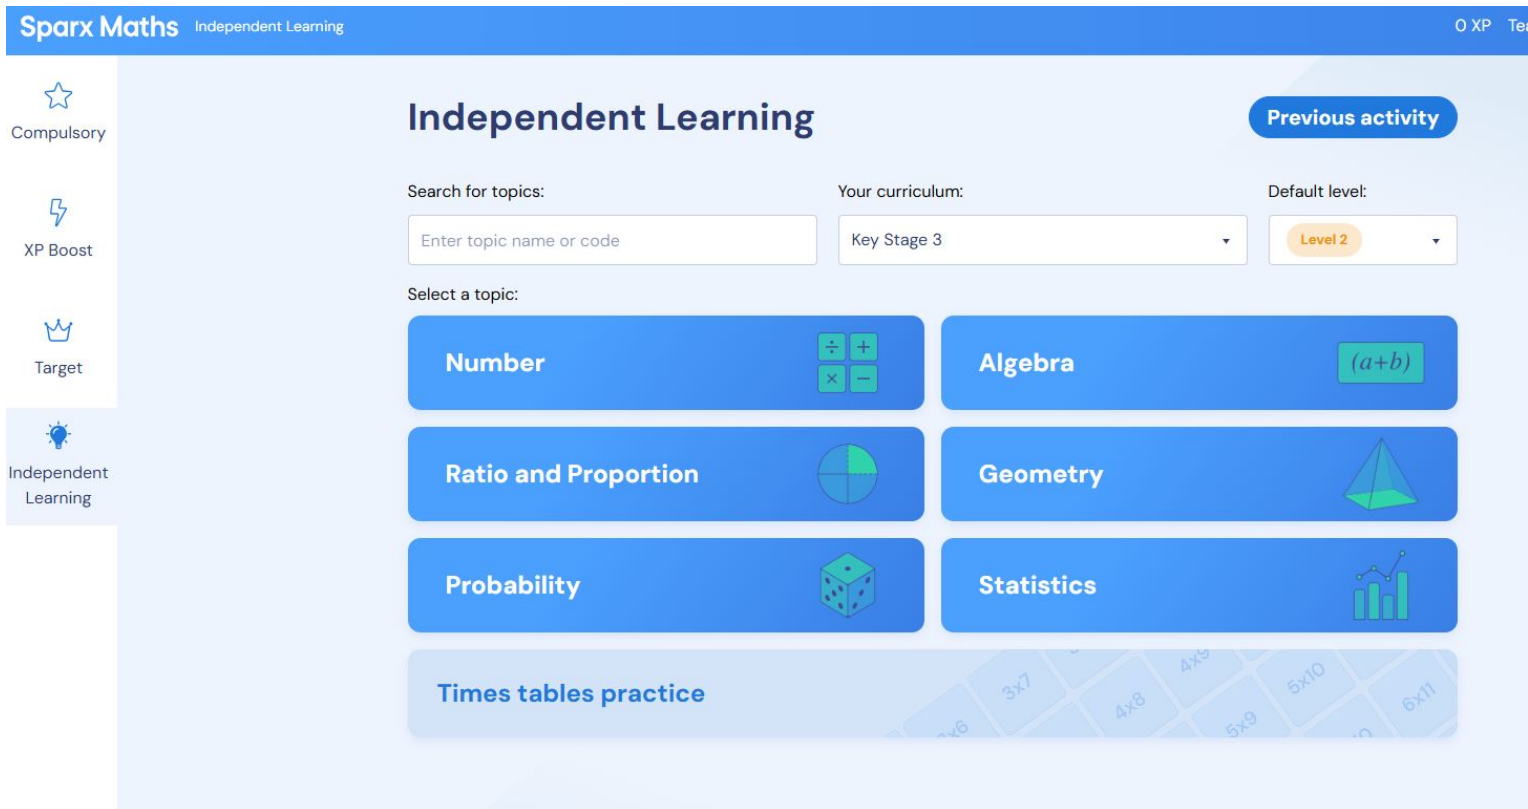 Sparx Maths Independent Learning
0 XP
Compulsory
XP Boost
Target
Independent
Learning
Independent Learning
Previous activity
Search for topics:
Your curriculum:
Default level:
Enter topic name or code
Key Stage 3
Level 2
Select a topic:
Number
÷ +
× −
Algebra
(a+b)
Ratio and Proportion
Geometry
Probability
Statistics
Times tables practice
3x7
4x8
4x9
5x9
5x10
6x11